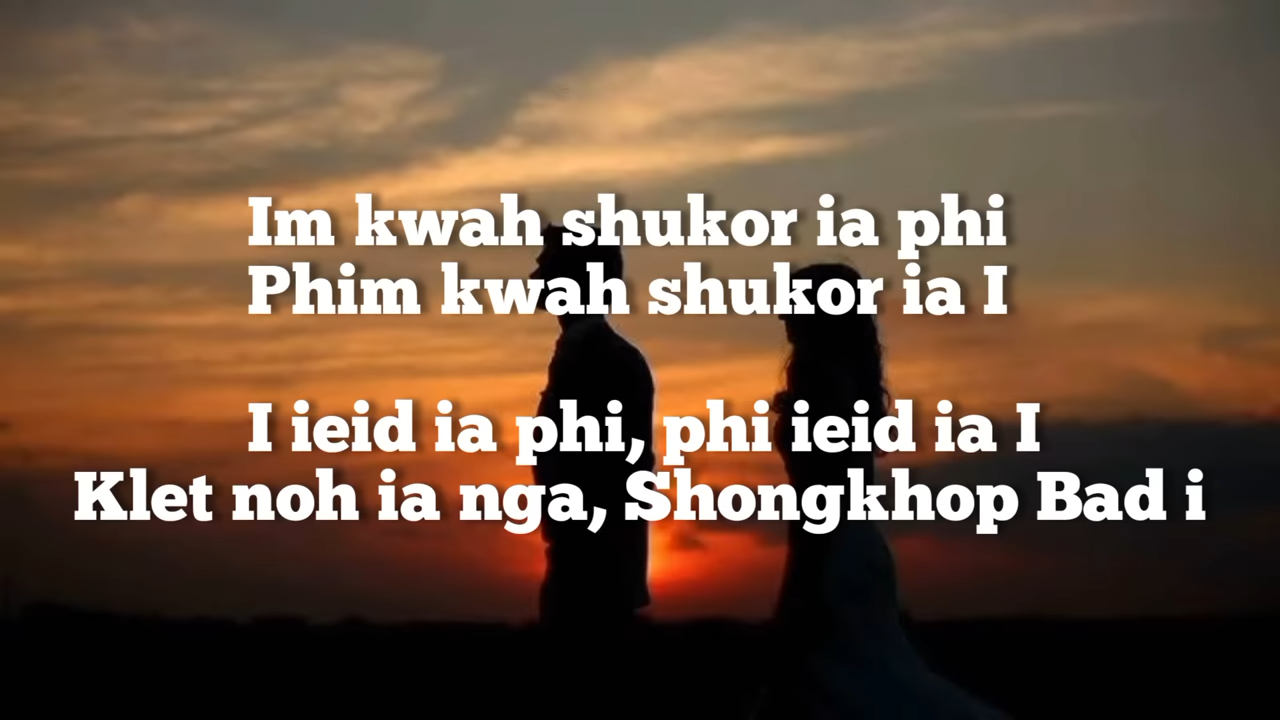 Im kwah shukor ia phi
Phim kwah shukor ia I
I ieid ia phi, phi ieid ia I
Klet noh ia nga, Shongkhop Bad i